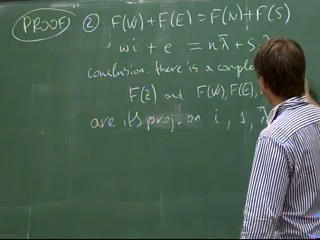 PROOF ② F(W) + F(E) = F(N) + F(S)
wi + e = nλ̄ + s
conclusion. there is a comple
F(z) and F(W), F(E),
are its proj. on i, 1, λ̄